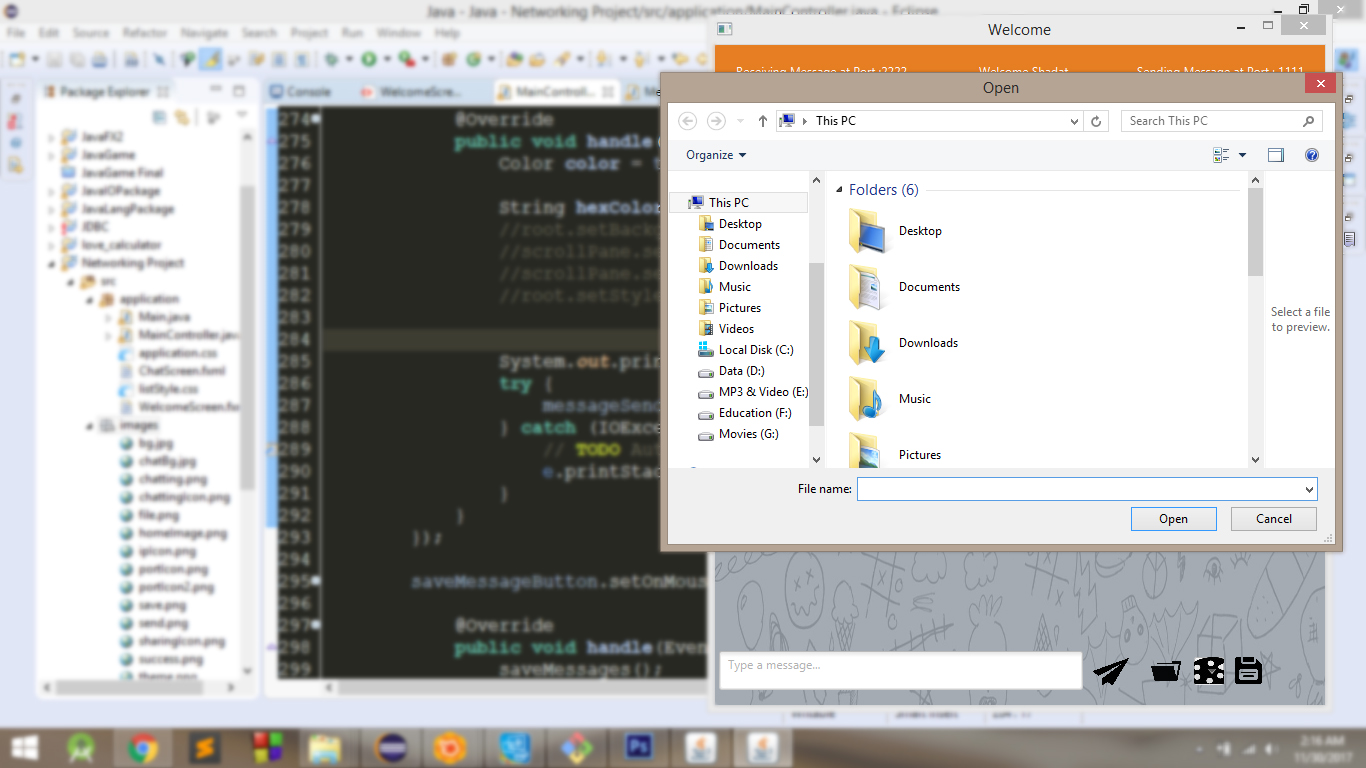 Java - Java - Networking Project/src/application/MainController.java - Eclipse
File Edit Source Refactor Navigate Search Project Run Window Help
Package Explorer
Console
WelcomeScre...
MainControll...
JavaFX2
JavaGame
JavaGame Final
JavaIOPackage
JavaLangPackage
JDBC
love_calculator
Networking Project
src
application
Main.java
MainController.java
application.css
ChatScreen.fxml
listStyle.css
WelcomeScreen.fx
images
bg.jpg
chatBg.jpg
chatting.png
chattingIcon.png
file.png
homeImage.png
ipIcon.png
portIcon.png
portIcon2.png
save.png
send.png
sharingIcon.png
success.png
theme.png
274 @Override
275 public void handle(
276 Color color =
277
278 String hexColor
279 //root.setBackg
280 //scrollPane.se
281 //scrollPane.se
282 //root.setStyle
283
284
285 System.out.prin
286 try {
287 messageSend
288 } catch (IOExce
289 // TODO Aut
290 e.printStac
291 }
292 }
293 });
294
295 saveMessageButton.setOnMous
296
297 @Override
298 public void handle(Even
299 saveMessages();
Welcome
Receiving Message at Port :2222 Welcome Shadat Sending Message at Port : 1111
Open
This PC
Search This PC
Organize
This PC
Desktop
Documents
Downloads
Music
Pictures
Videos
Local Disk (C:)
Data (D:)
MP3 & Video (E:)
Education (F:)
Movies (G:)
Folders (6)
Desktop
Documents
Downloads
Music
Pictures
Select a file
to preview.
File name:
Open Cancel
Type a message...
Ps
2:16 AM
11/30/2017